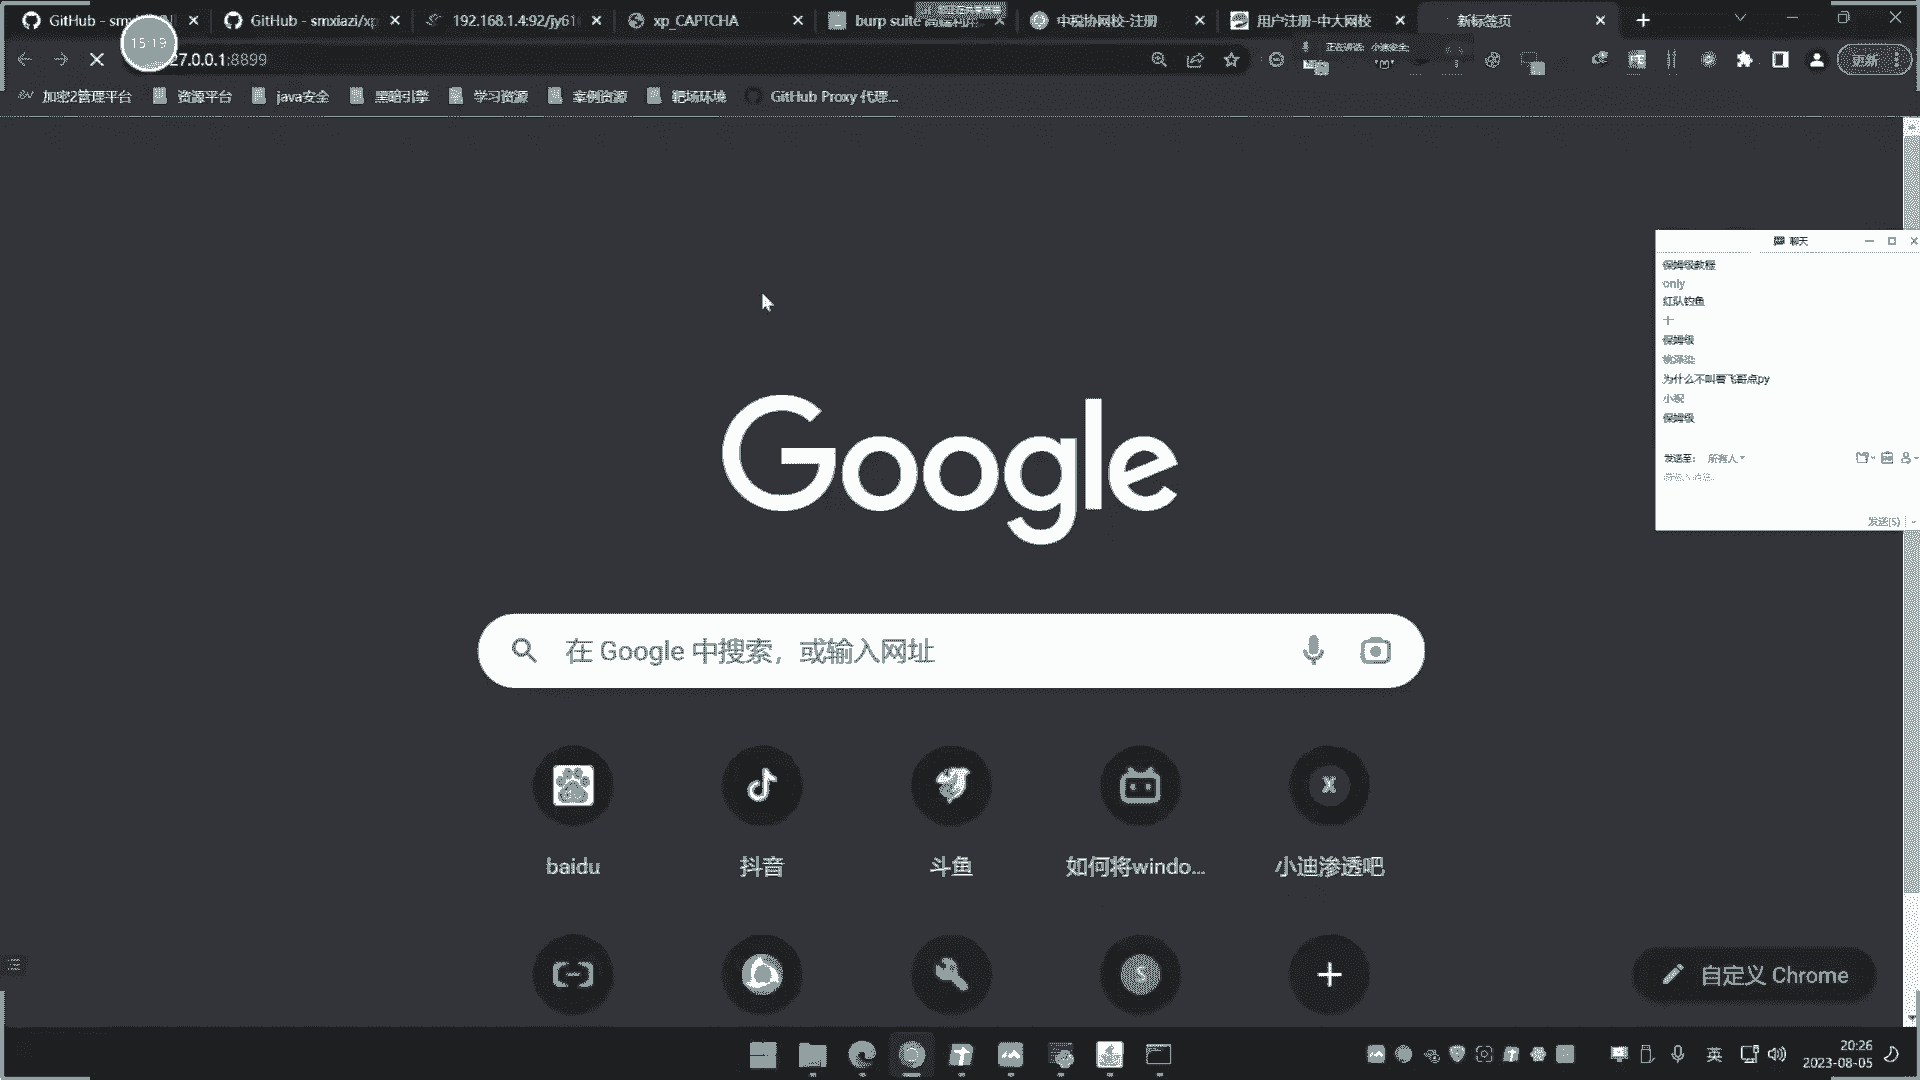 GitHub - sm
GitHub - smxiazi/xp
192.168.1.4:92/jy61
xp_CAPTCHA
burp suite
中税协网校-注册
用户注册-中大网校
新标签页
15:19
27.0.0.1:8899
正在讲话: 小迪安全;
更新
加密2管理平台
资源平台
java安全
黑暗引擎
学习资源
案例资源
靶场环境
GitHub Proxy 代理...
聊天
保姆级教程
only
红队钓鱼
十
保姆级
为什么不叫看飞哥点py
保姆级
发送至: 所有人
发送(S)
Google
在 Google 中搜索，或输入网址
baidu
抖音
斗鱼
如何将windo...
X
小迪渗透吧
S
自定义 Chrome
英
20:26
2023-08-05